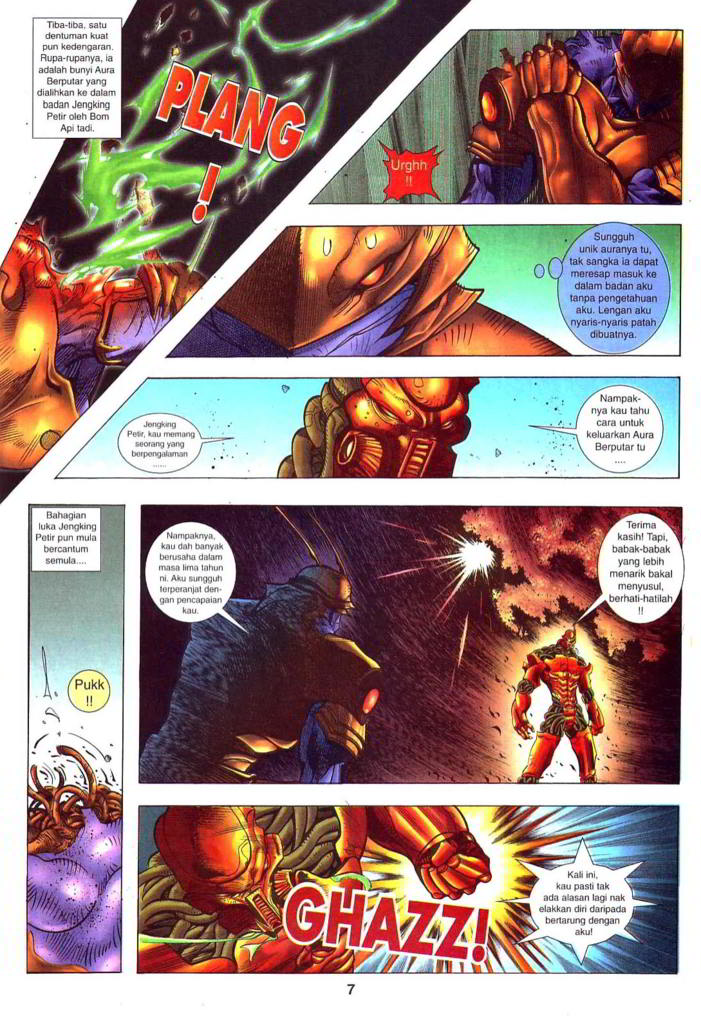 Tiba-tiba, satu
dentuman kuat
pun kedengaran.
Rupa-rupanya, ia
adalah bunyi Aura
Berputar yang
dialihkan ke dalam
badan Jengking
Petir oleh Bom
Api tadi.
PLANG
!
Urghh
!!
Sungguh
unik auranya tu,
tak sangka ia dapat
meresap masuk ke
dalam badan aku
tanpa pengetahuan
aku. Lengan aku
nyaris-nyaris patah
dibuatnya.
Jengking
Petir, kau memang
seorang yang
berpengalaman
......
Nampak-
nya kau tahu
cara untuk
keluarkan Aura
Berputar tu
....
Bahagian
luka Jengking
Petir pun mula
bercantum
semula....
Pukk
!!
Nampaknya,
kau dah banyak
berusaha dalam
masa lima tahun
ni. Aku sungguh
terperanjat den-
gan pencapaian
kau.
Terima
kasih! Tapi,
babak-babak
yang lebih
menarik bakal
menyusul,
berhati-hatilah
!!
GHAZZ!
Kali ini,
kau pasti tak
ada alasan lagi nak
elakkan diri daripada
bertarung dengan
aku!
7